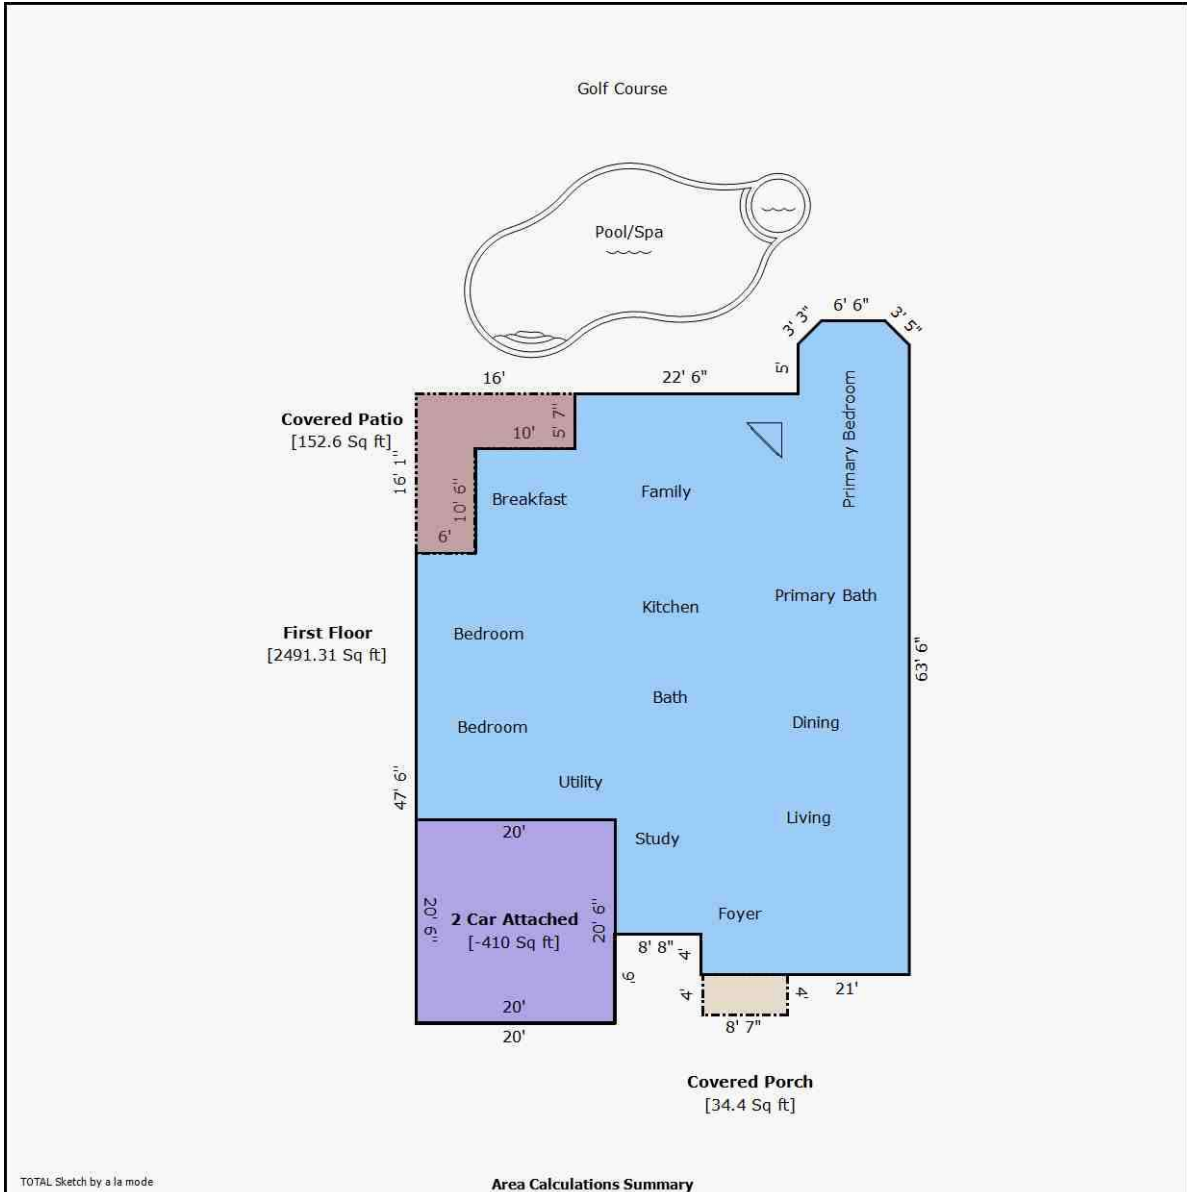 Golf Course
Pool/Spa
6' 6"
3' 3"
3' 5"
5'
16'
22' 6"
Covered Patio
[152.6 Sq ft]
10'
5' 7"
16' 1"
10' 6"
6'
Breakfast
Family
Primary Bedroom
Kitchen
Primary Bath
First Floor
[2491.31 Sq ft]
Bedroom
63' 6"
Bath
Bedroom
Dining
Utility
47' 6"
Living
20'
Study
20' 6"
2 Car Attached
[-410 Sq ft]
20' 6"
Foyer
8' 8"
4'
9'
20'
20'
4'
4'
21'
8' 7"
Covered Porch
[34.4 Sq ft]
TOTAL Sketch by a la mode
Area Calculations Summary